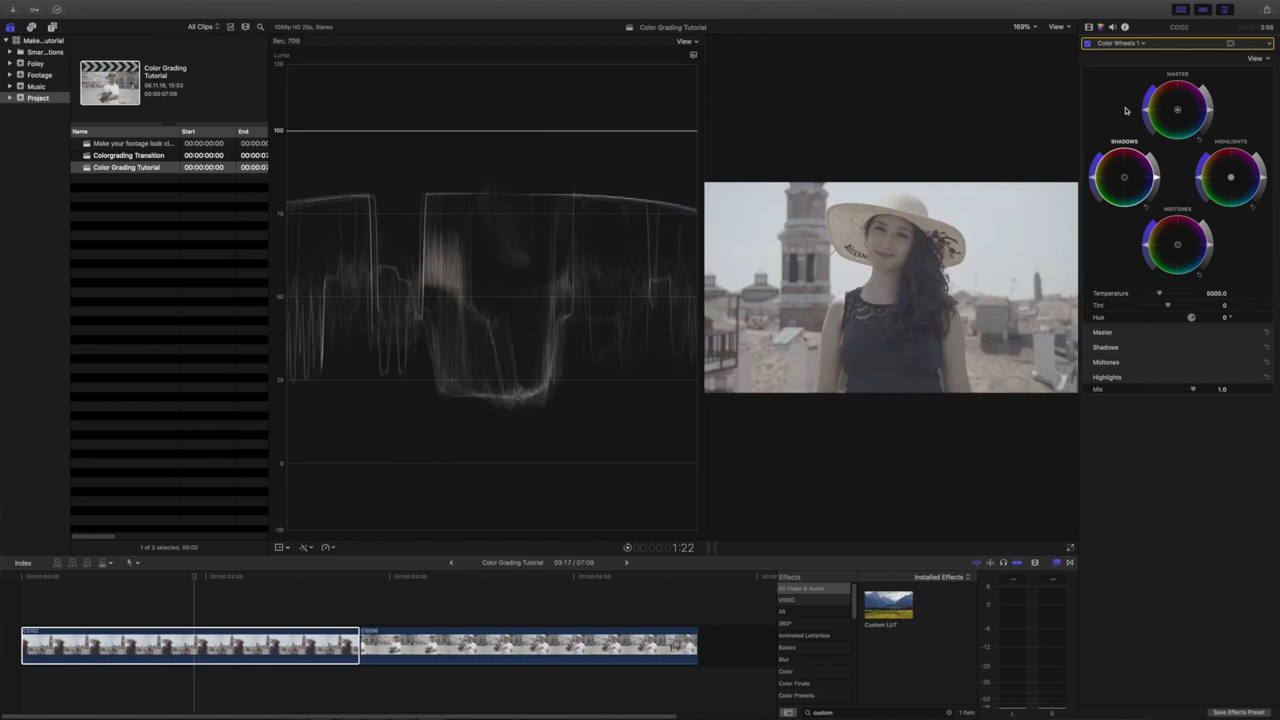 All Clips
1080p HD 25p, Stereo
Color Grading Tutorial
169%
View
C0102
3:68
Make...utorial
Smar...tions
Foley
Footage
Music
Project
Color Grading
Tutorial
08.11.19, 15:03
00:00:07:09
Name Start End
Make your footage look ci... 00:00:00:00 00:00:0
Colorgrading Transition 00:00:00:00 00:00:07
Color Grading Tutorial 00:00:00:00 00:00:07
1 of 3 selected, 00:00
Rec. 709
View
Luma
120
100
75
50
25
0
-20
1:22
Color Wheels 1
View
MASTER
SHADOWS
HIGHLIGHTS
MIDTONES
Temperature 5000.0
Tint 0
Hue 0 °
Master
Shadows
Midtones
Highlights
Mix 1.0
Index
Color Grading Tutorial
03:17 / 07:09
00:00:00:00
00:00:02:00
00:00:04:00
00:00:06:00
00:00
C0102
C0096
Effects
Installed Effects
All Video & Audio
VIDEO
All
360°
Animated Letterbox
Basics
Blur
Color
Color Finale
Color Presets
Custom LUT
custom
1 item
6
0
-6
-12
-20
-30
-50
L
R
Save Effects Preset